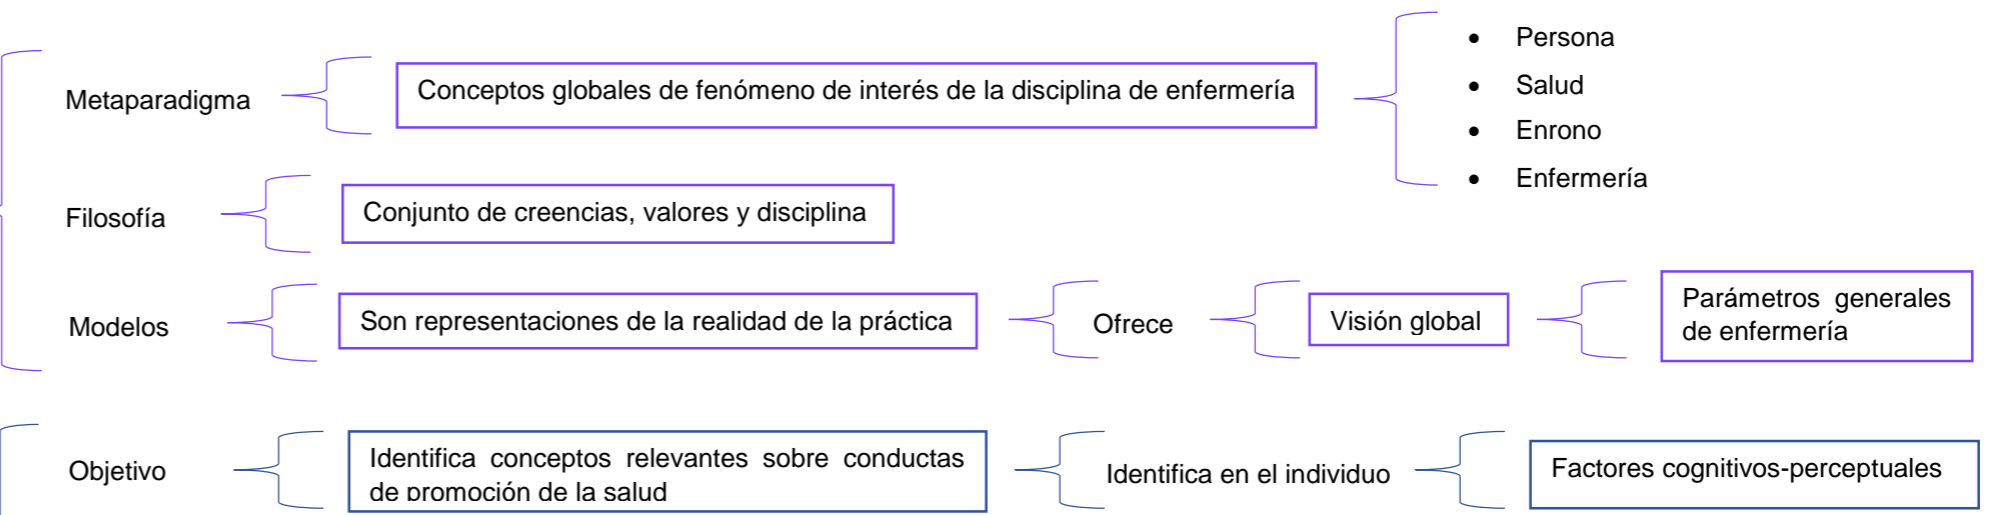 Metaparadigma
Conceptos globales de fenómeno de interés de la disciplina de enfermería
• Persona
• Salud
• Enrono
• Enfermería
Filosofía
Conjunto de creencias, valores y disciplina
Modelos
Son representaciones de la realidad de la práctica
Ofrece
Visión global
Parámetros generales
de enfermería
Objetivo
Identifica conceptos relevantes sobre conductas
de promoción de la salud
Identifica en el individuo
Factores cognitivos-perceptuales